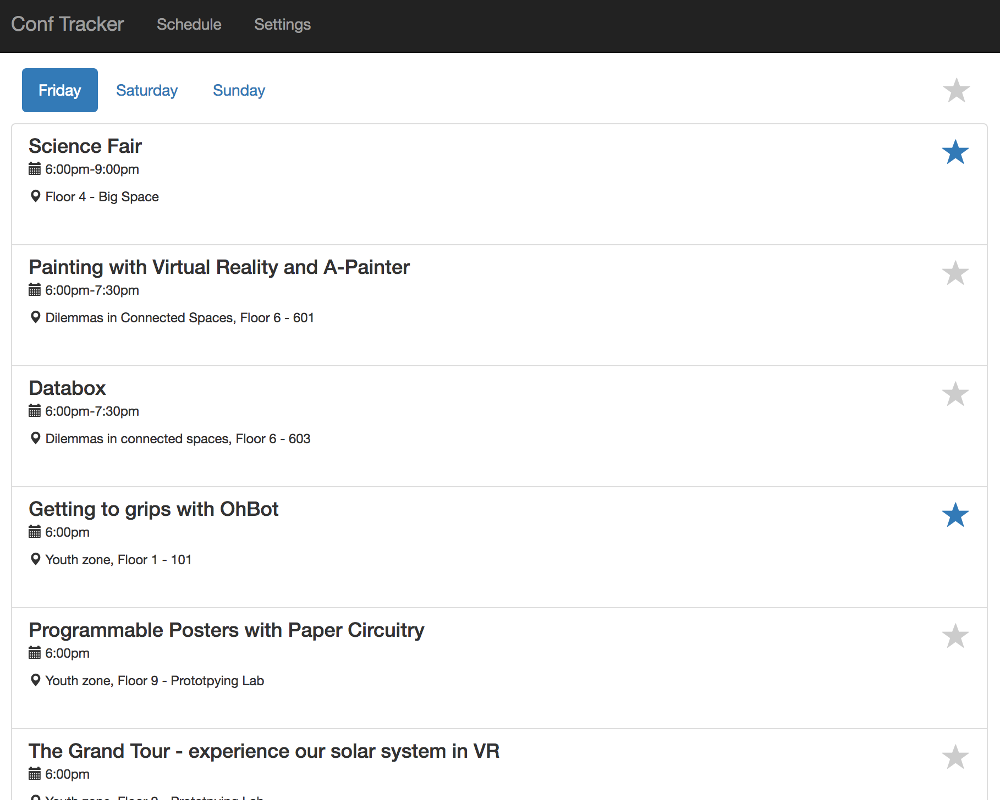 Conf Tracker Schedule Settings
Friday Saturday Sunday
Science Fair
6:00pm-9:00pm
Floor 4 - Big Space
Painting with Virtual Reality and A-Painter
6:00pm-7:30pm
Dilemmas in Connected Spaces, Floor 6 - 601
Databox
6:00pm-7:30pm
Dilemmas in connected spaces, Floor 6 - 603
Getting to grips with OhBot
6:00pm
Youth zone, Floor 1 - 101
Programmable Posters with Paper Circuitry
6:00pm
Youth zone, Floor 9 - Prototpying Lab
The Grand Tour - experience our solar system in VR
6:00pm